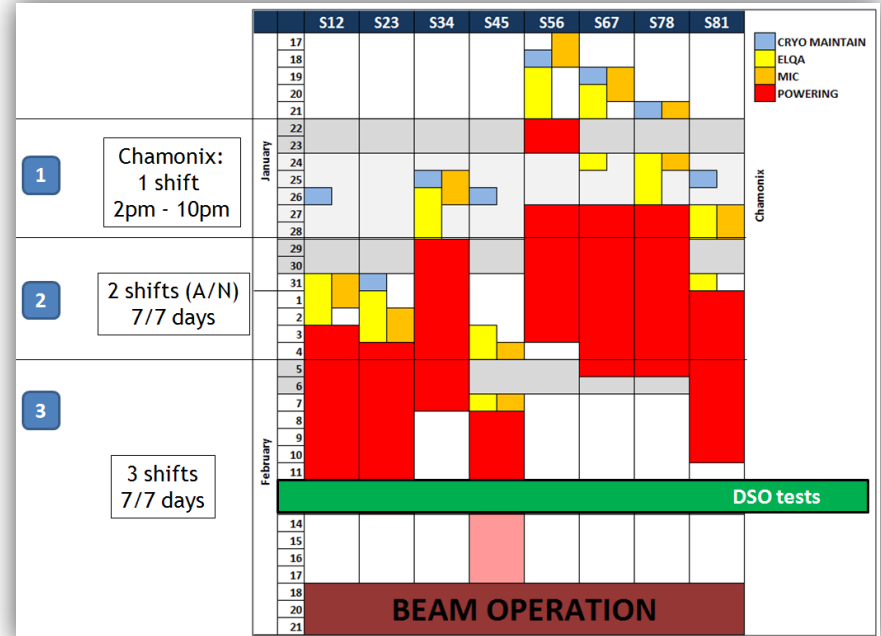 S12 S23 S34 S45 S56 S67 S78 S81
CRYO MAINTAIN
ELQA
MIC
POWERING
January
17
18
19
20
21
22
23
24
25
26
27
28
29
30
31
February
1
2
3
4
5
6
7
8
9
10
11
14
15
16
17
18
20
21
Chamonix
1
Chamonix:
1 shift
2pm - 10pm
2
2 shifts (A/N)
7/7 days
3
3 shifts
7/7 days
DSO tests
BEAM OPERATION